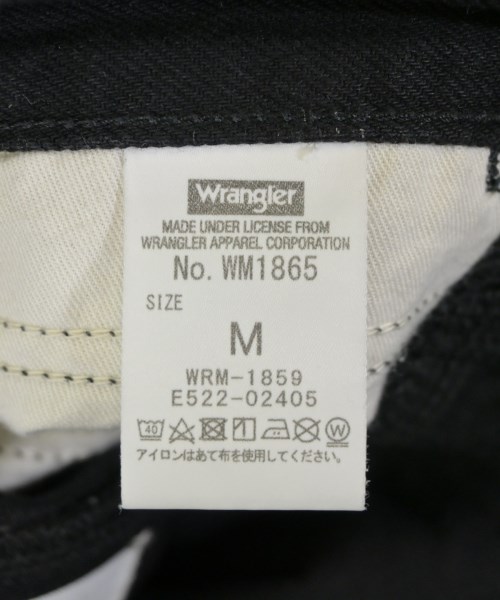 Wrangler
MADE UNDER LICENSE FROM
WRANGLER APPAREL CORPORATION
No. WM1865
SIZE
M
WRM-1859
E522-02405
40 W
アイロンはあて布を使用してください。